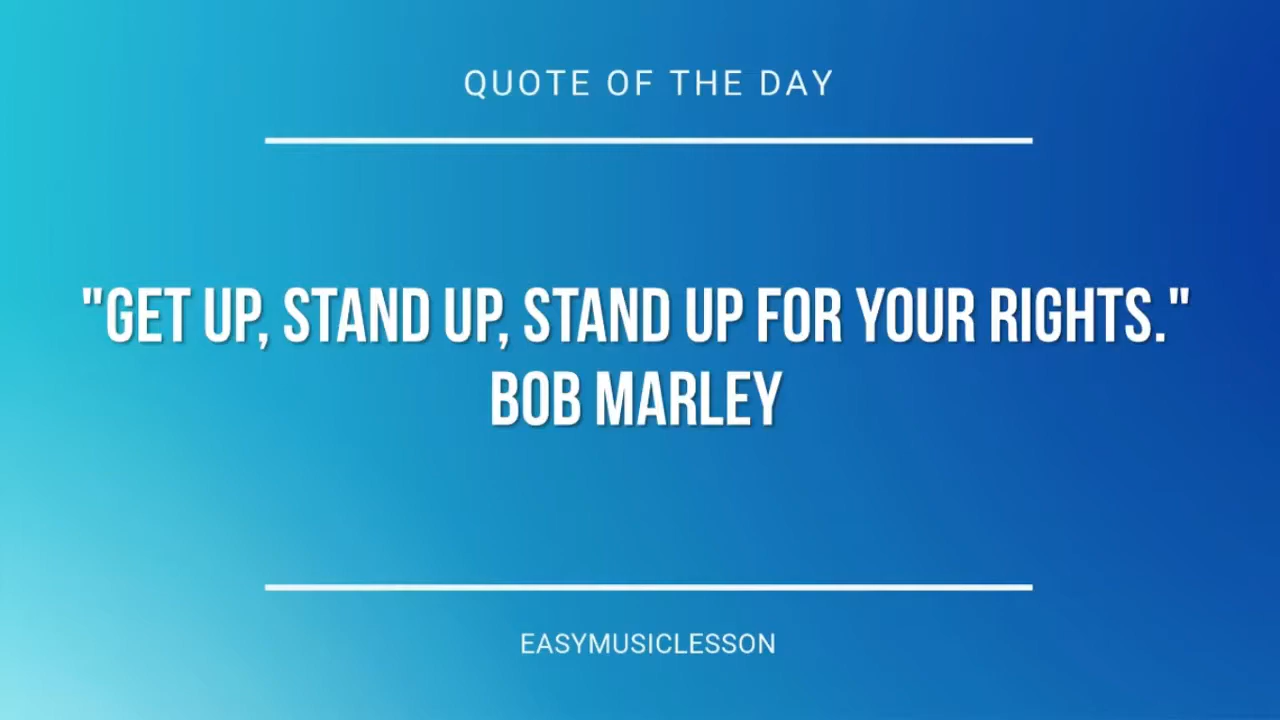 QUOTE OF THE DAY
"GET UP, STAND UP, STAND UP FOR YOUR RIGHTS."
BOB MARLEY
EASYMUSICLESSON